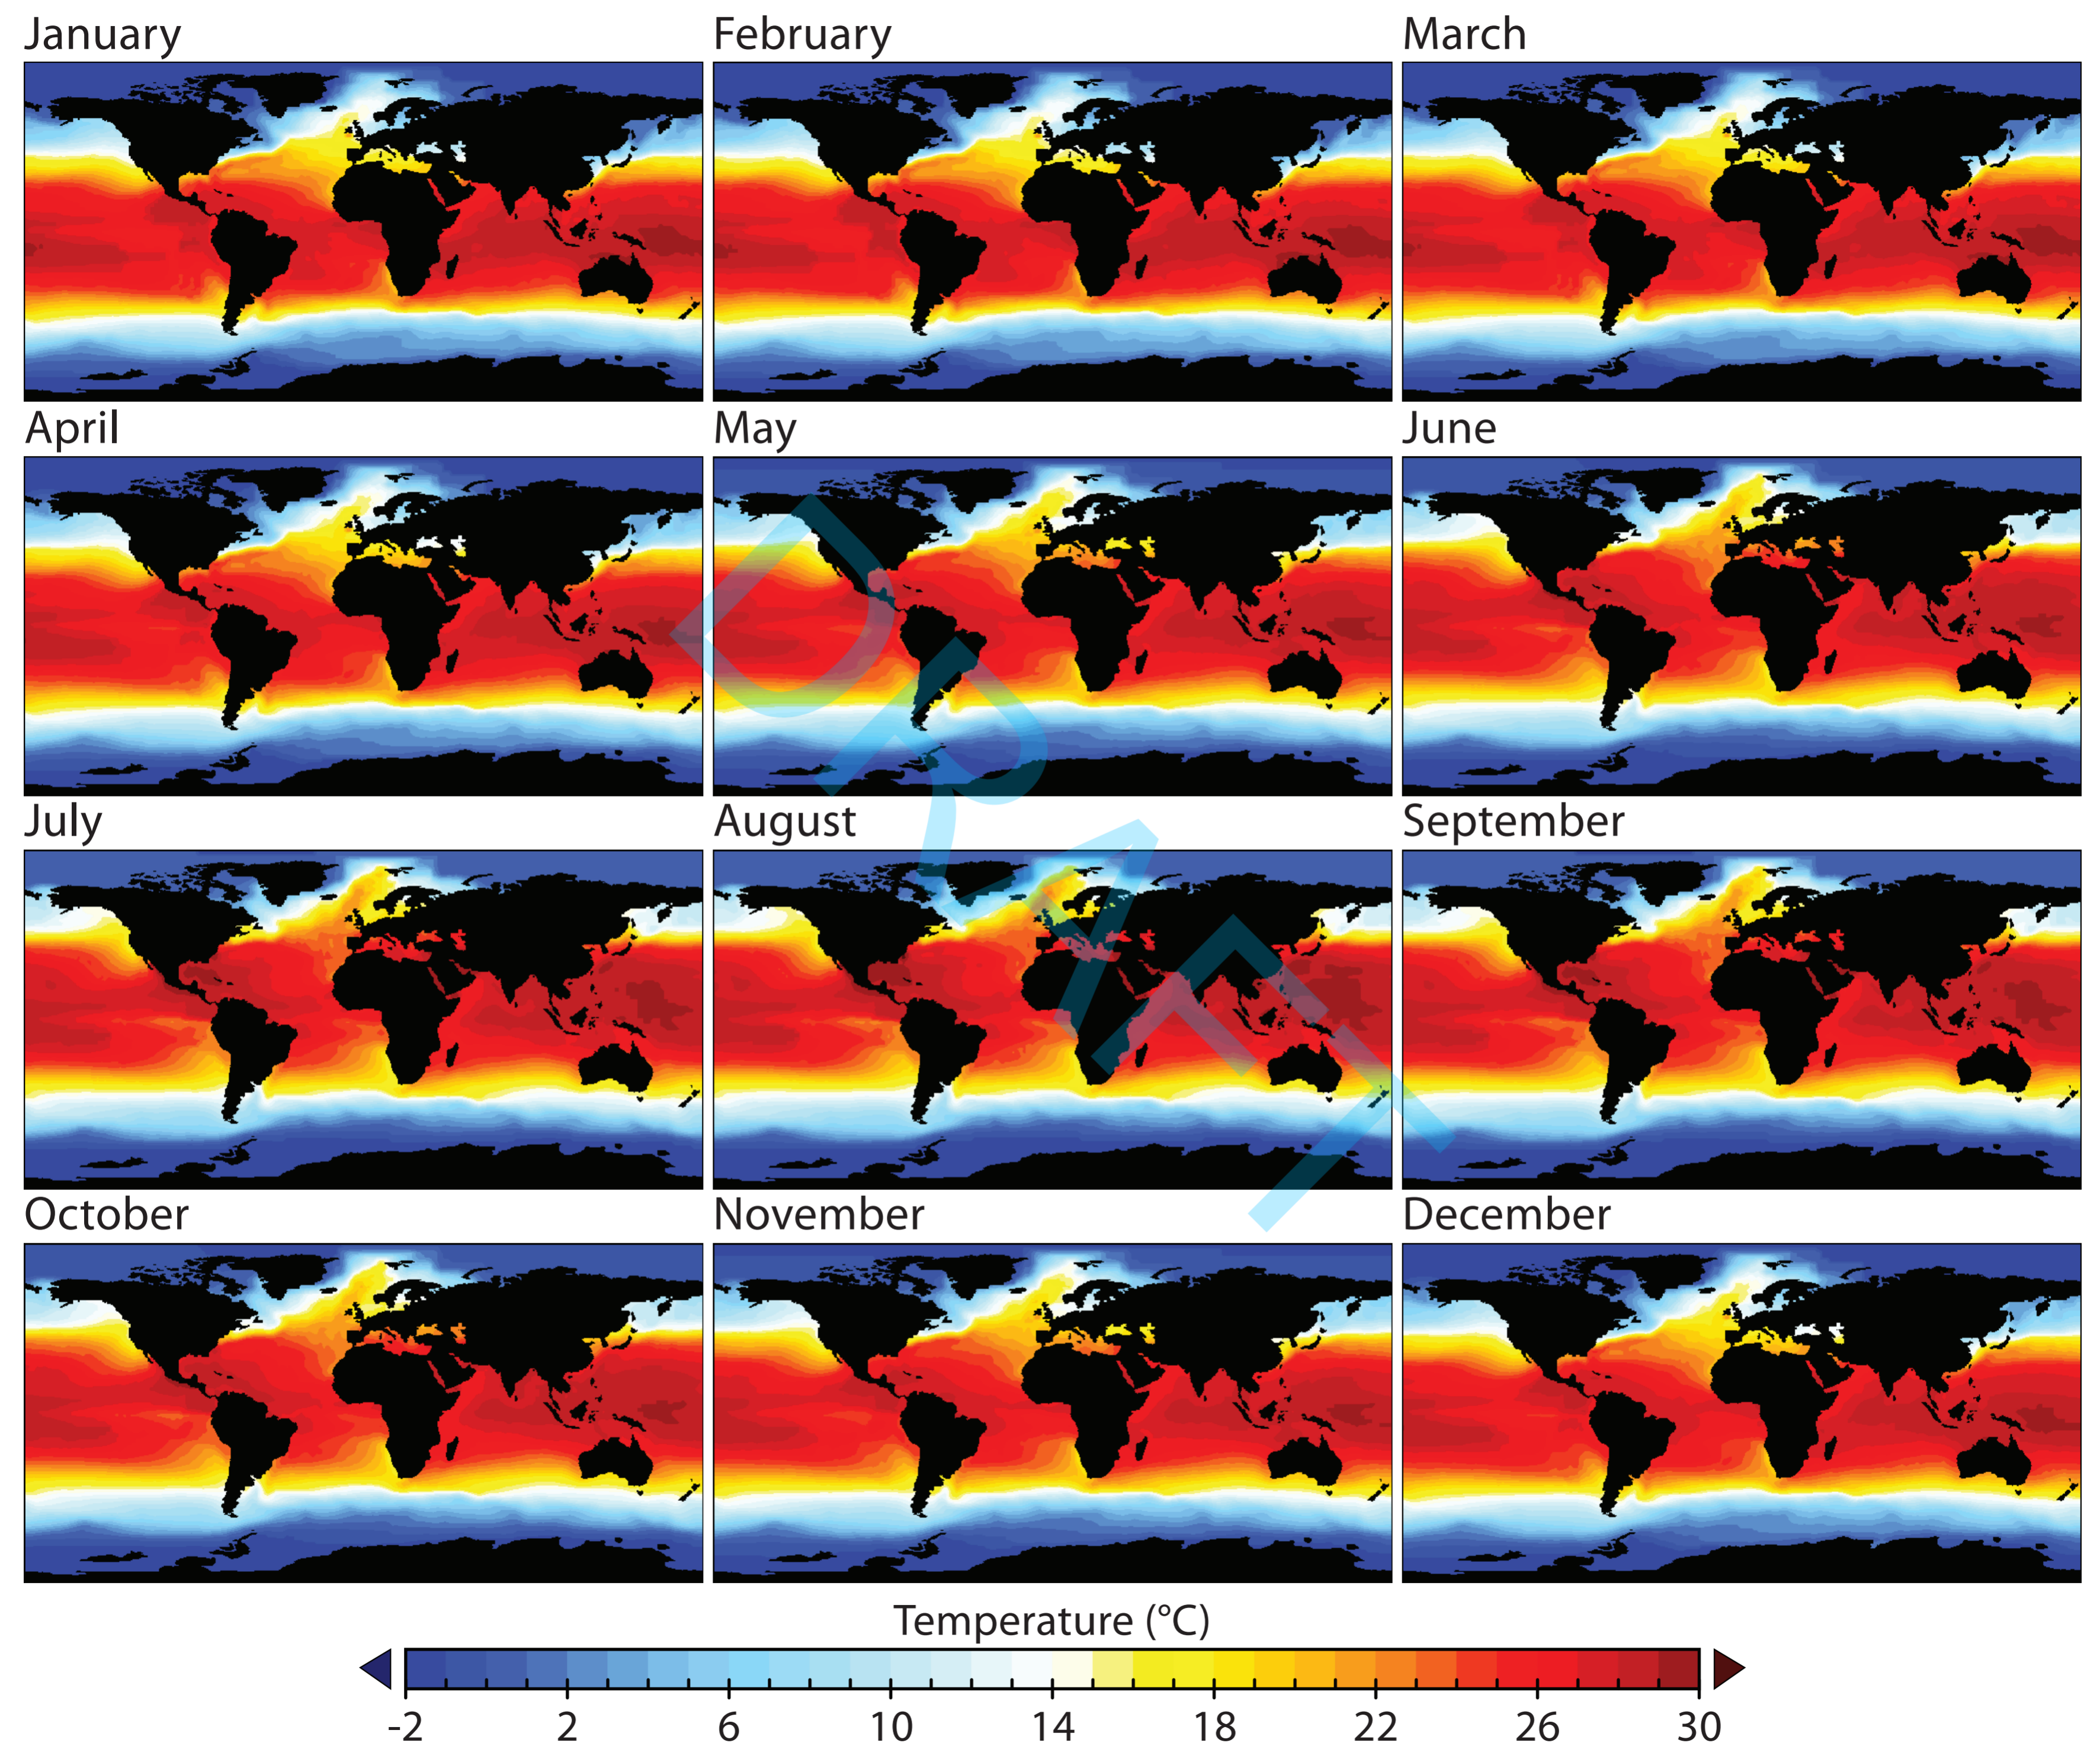 January February March
April May June
July August September
October November December
DRAFT
Temperature (°C)
-2 2 6 10 14 18 22 26 30